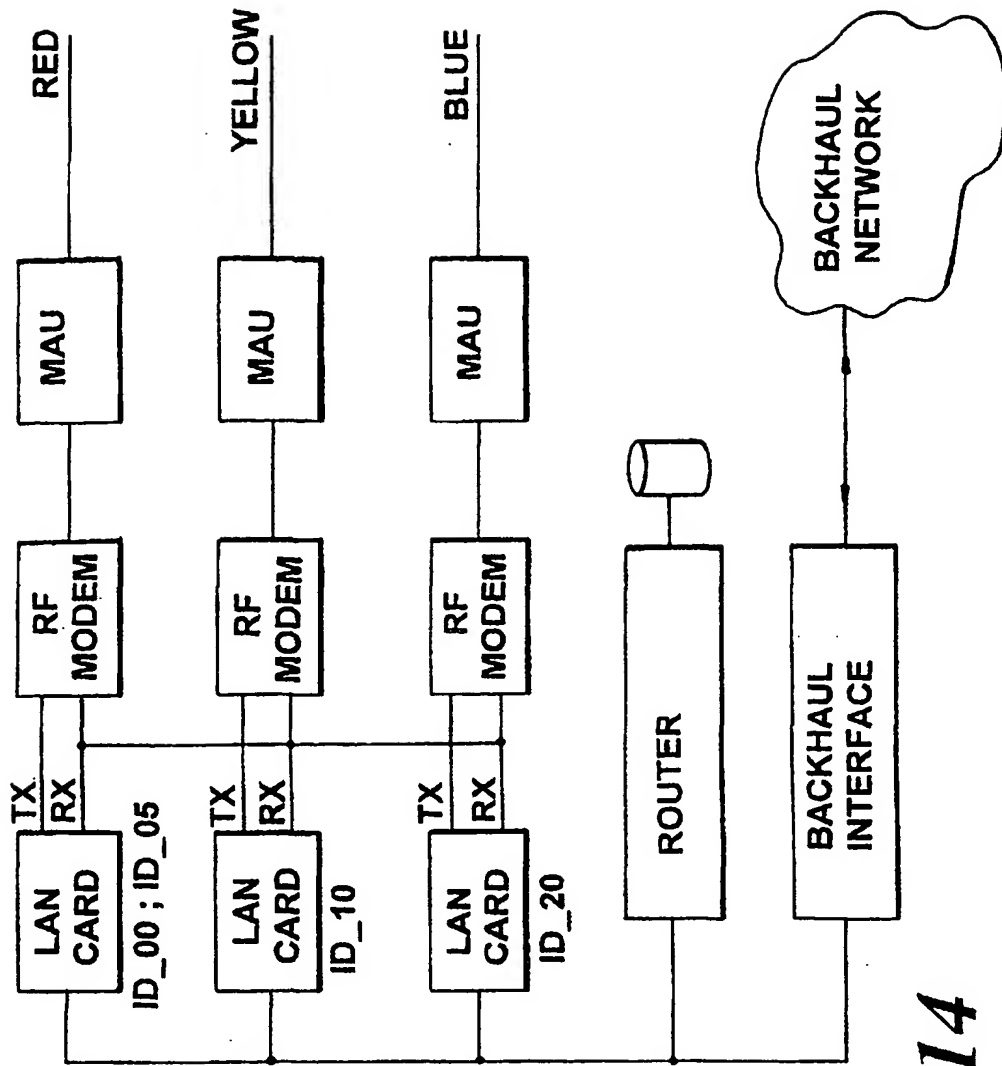 RED
MAU
RF
MODEM
TX
RX
LAN
CARD
ID_00 ; ID_05
YELLOW
MAU
RF
MODEM
TX
RX
LAN
CARD
ID_10
BLUE
MAU
RF
MODEM
TX
RX
LAN
CARD
ID_20
ROUTER
BACKHAUL
INTERFACE
BACKHAUL
NETWORK
14